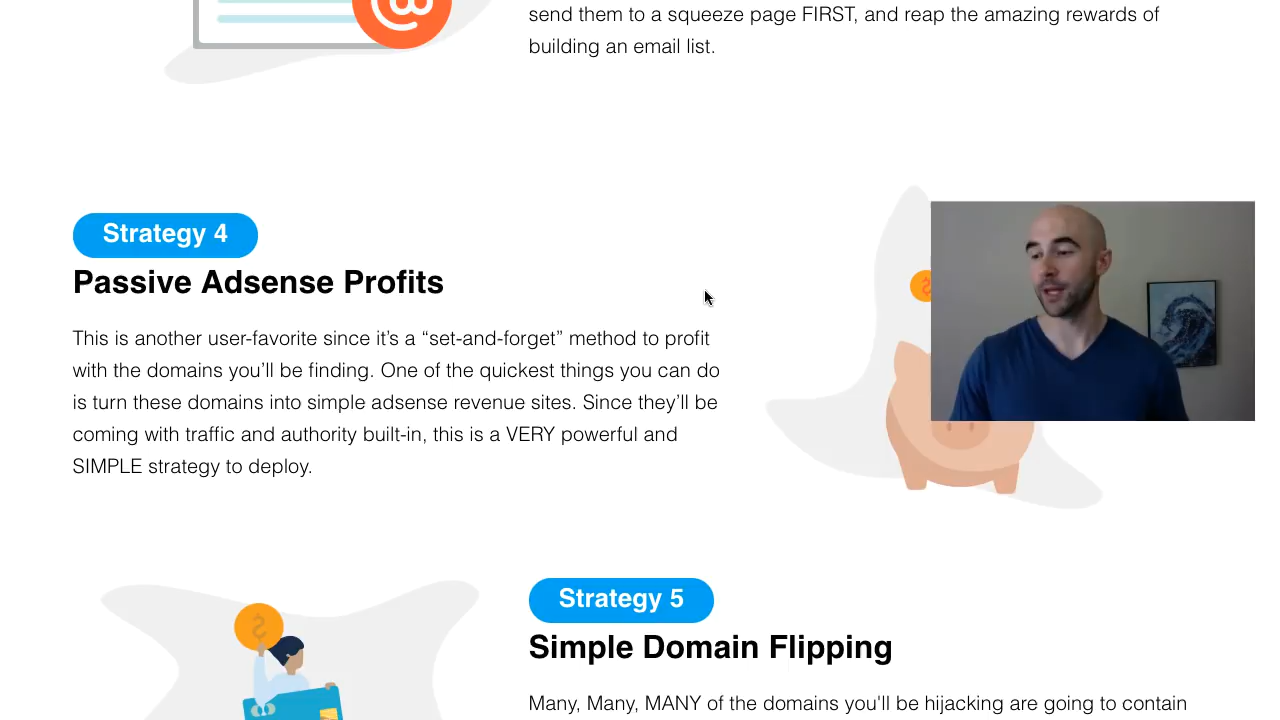 send them to a squeeze page FIRST, and reap the amazing rewards of
building an email list.
Strategy 4
Passive Adsense Profits
This is another user-favorite since it’s a “set-and-forget” method to profit
with the domains you’ll be finding. One of the quickest things you can do
is turn these domains into simple adsense revenue sites. Since they’ll be
coming with traffic and authority built-in, this is a VERY powerful and
SIMPLE strategy to deploy.
Strategy 5
Simple Domain Flipping
Many, Many, MANY of the domains you'll be hijacking are going to contain